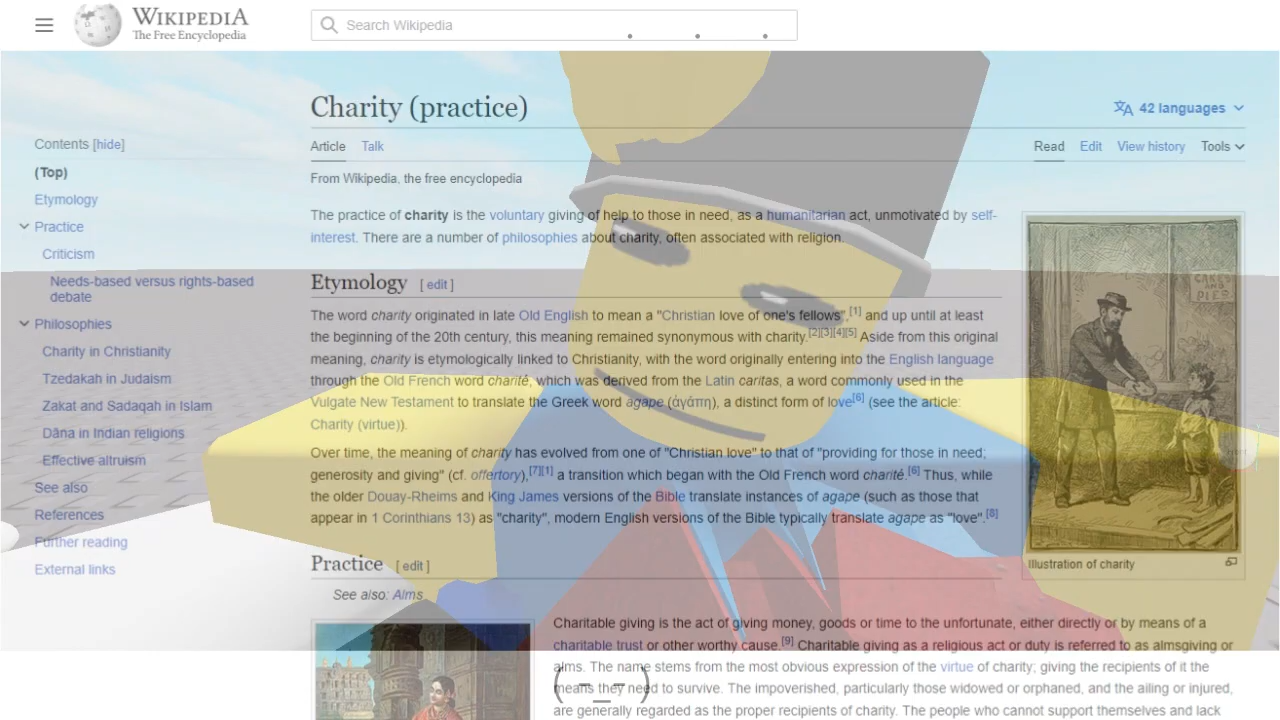 WIKIPEDIA
The Free Encyclopedia
Search Wikipedia
Charity (practice)
42 languages
Contents [hide]
(Top)
Etymology
Practice
Criticism
Needs-based versus rights-based
debate
Philosophies
Charity in Christianity
Tzedakah in Judaism
Zakat and Sadaqah in Islam
Dāna in Indian religions
Effective altruism
See also
References
Further reading
External links
Article Talk
Read Edit View history Tools
From Wikipedia, the free encyclopedia
The practice of charity is the voluntary giving of help to those in need, as a humanitarian act, unmotivated by self-
interest. There are a number of philosophies about charity, often associated with religion.
Etymology [ edit ]
The word charity originated in late Old English to mean a "Christian love of one's fellows",[1] and up until at least
the beginning of the 20th century, this meaning remained synonymous with charity.[2][3][4][5] Aside from this original
meaning, charity is etymologically linked to Christianity, with the word originally entering into the English language
through the Old French word charité, which was derived from the Latin caritas, a word commonly used in the
Vulgate New Testament to translate the Greek word agape (ἀγάπη), a distinct form of love[6] (see the article:
Charity (virtue)).
Over time, the meaning of charity has evolved from one of "Christian love" to that of "providing for those in need;
generosity and giving" (cf. offertory),[7][1] a transition which began with the Old French word charité.[6] Thus, while
the older Douay-Rheims and King James versions of the Bible translate instances of agape (such as those that
appear in 1 Corinthians 13) as "charity", modern English versions of the Bible typically translate agape as "love".[8]
CAKES
AND
PIES
Illustration of charity
Practice [ edit ]
See also: Alms
Charitable giving is the act of giving money, goods or time to the unfortunate, either directly or by means of a
charitable trust or other worthy cause.[9] Charitable giving as a religious act or duty is referred to as almsgiving or
alms. The name stems from the most obvious expression of the virtue of charity; giving the recipients of it the
means they need to survive. The impoverished, particularly those widowed or orphaned, and the ailing or injured,
are generally regarded as the proper recipients of charity. The people who cannot support themselves and lack
( - _ - )